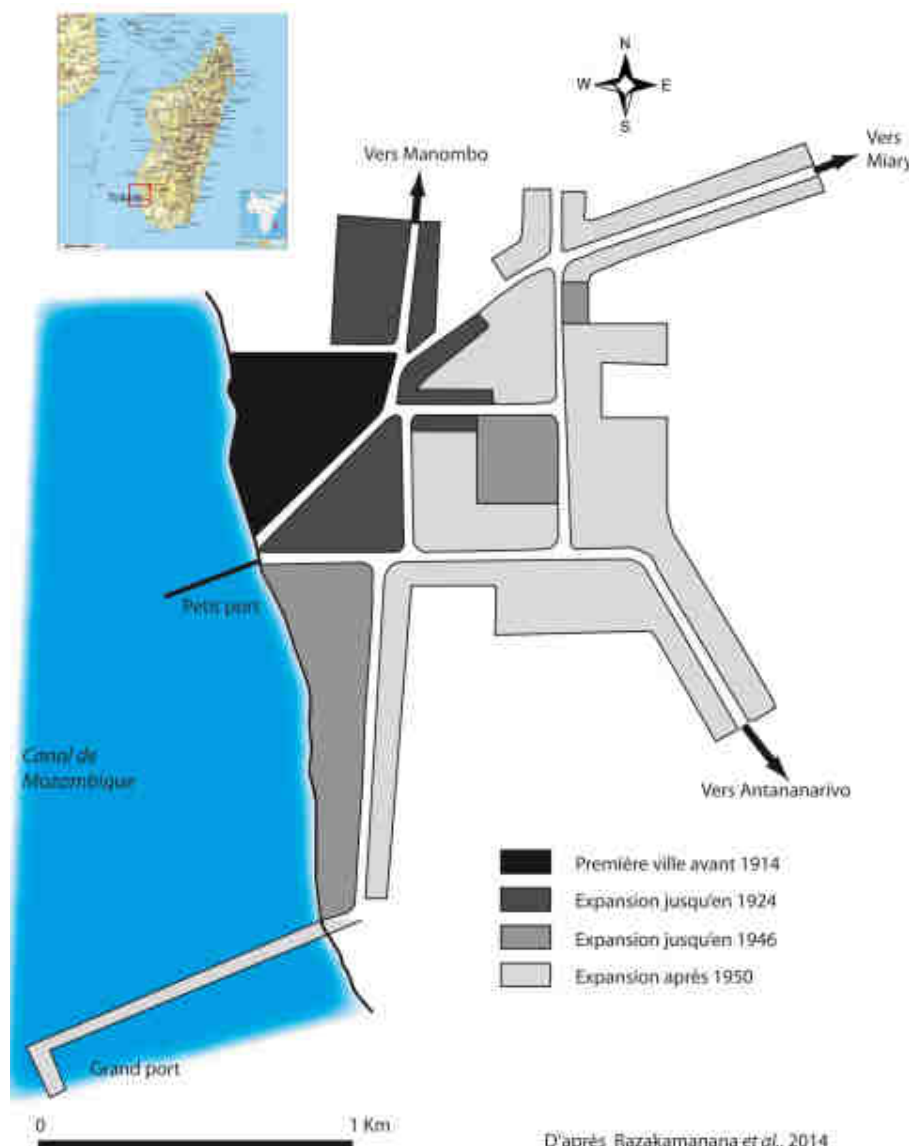 N
W
E
S
Vers Manombo
Vers
Miary
Petit port
Canal de
Mozambique
Vers Antananarivo
Première ville avant 1914
Expansion jusqu'en 1924
Expansion jusqu'en 1946
Expansion après 1950
Grand port
0
1 Km
D'après Razakamanana et al., 2014